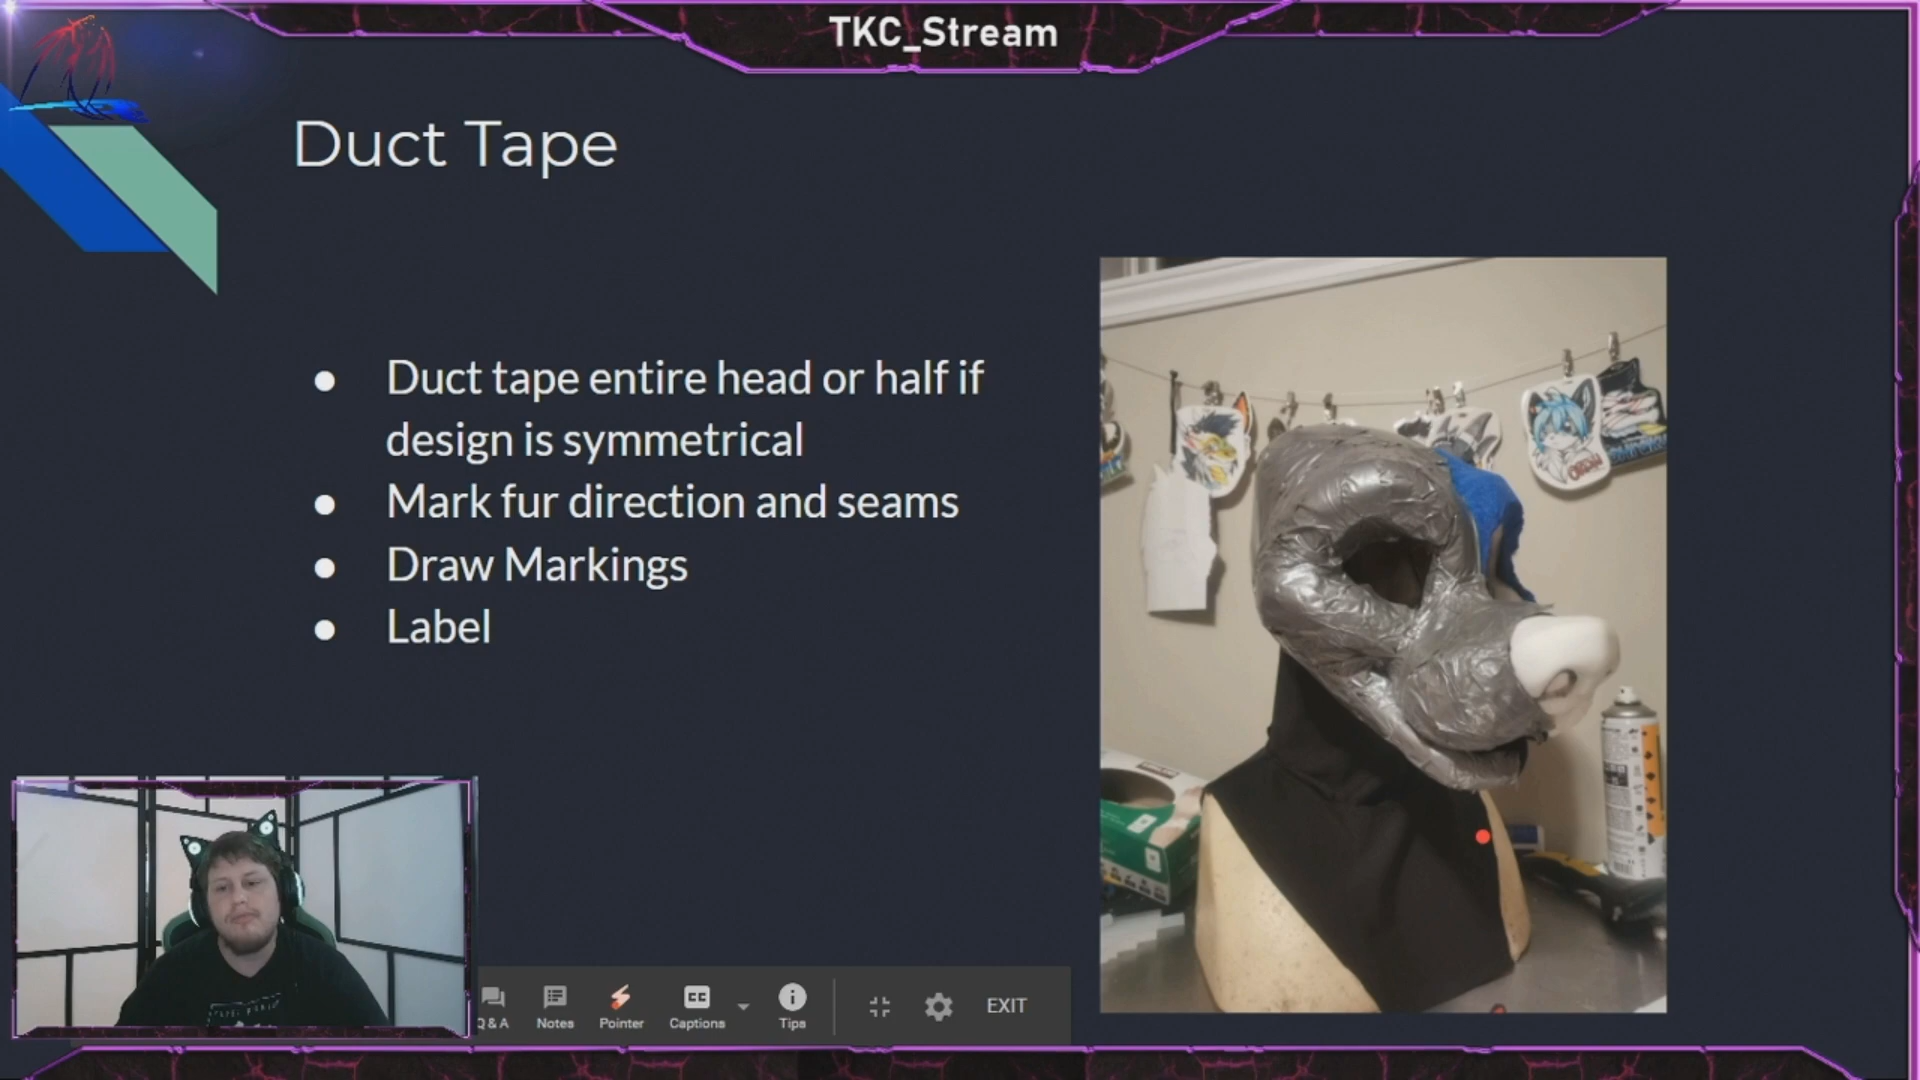 TKC_Stream
Duct Tape
● Duct tape entire head or half if
design is symmetrical
● Mark fur direction and seams
● Draw Markings
● Label
Q & A
Notes
Pointer
CC
Captions
Tips
EXIT